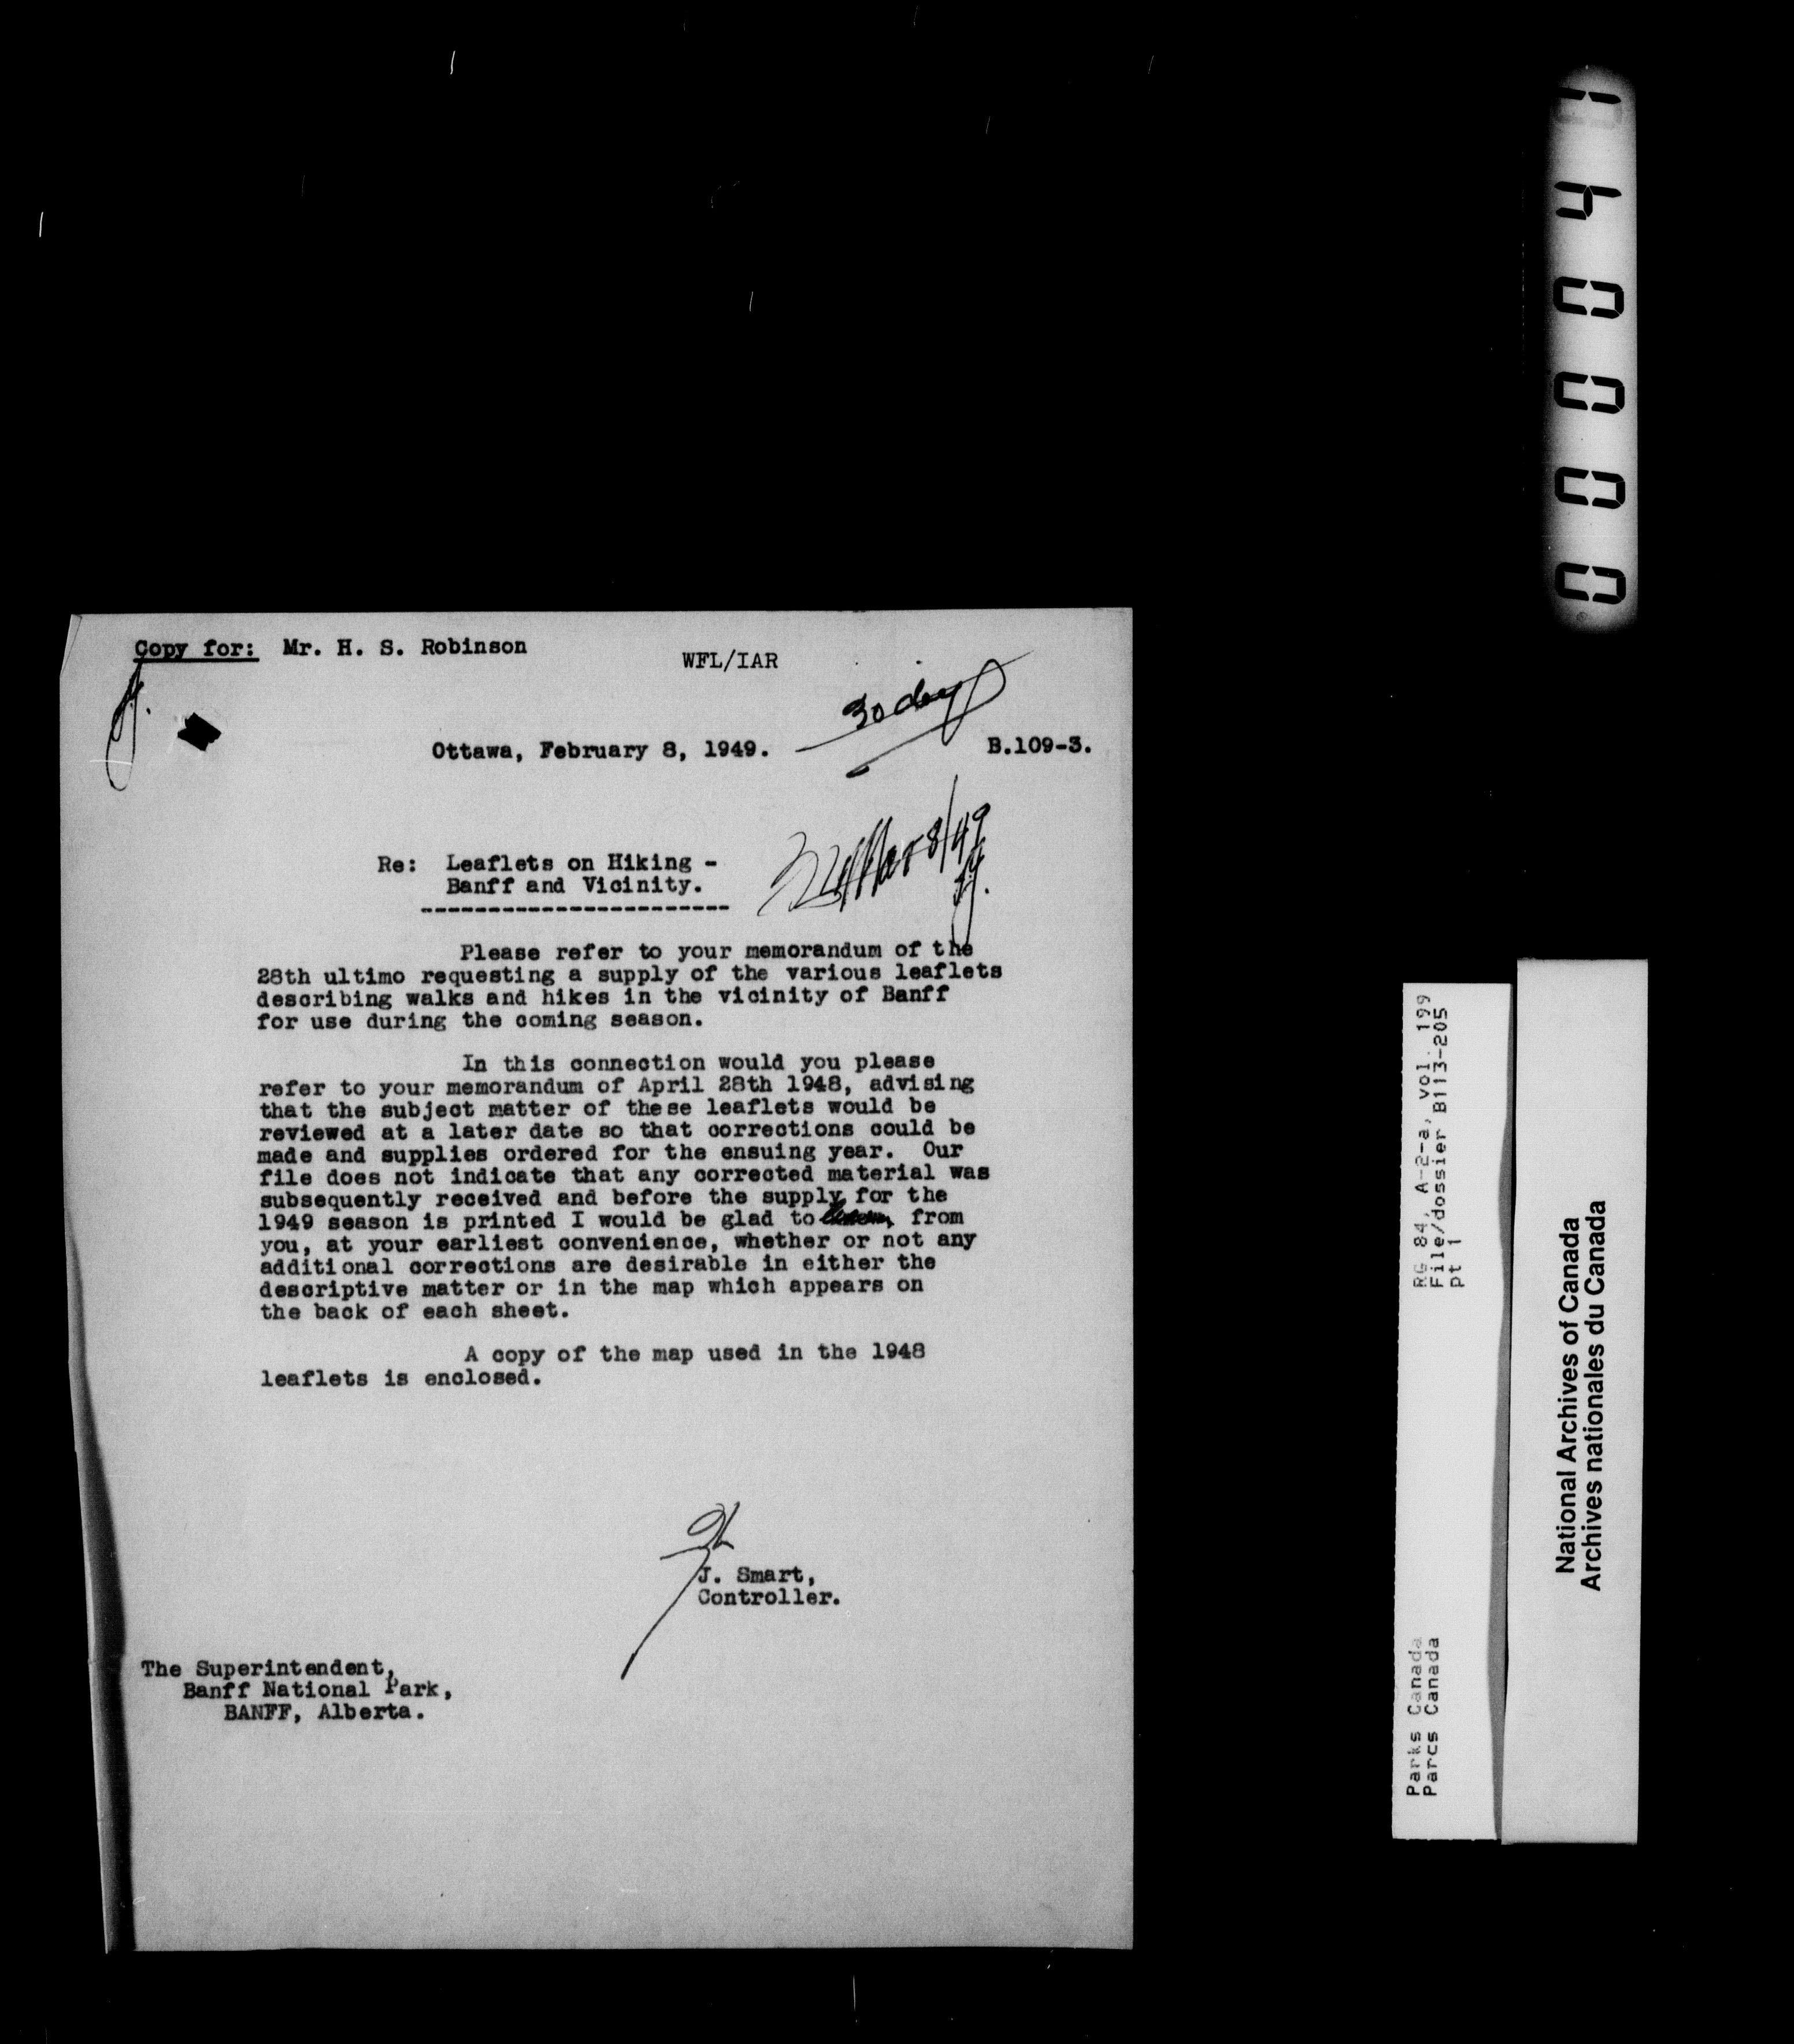 Copy for: Mr. H. S. Robinson
WFL/IAR
30 days
Ottawa, February 8, 1949.
B.109-3.
Mar 8/49
Re: Leaflets on Hiking -
Banff and Vicinity.
Please refer to your memorandum of the
28th ultimo requesting a supply of the various leaflets
describing walks and hikes in the vicinity of Banff
for use during the coming season.
In this connection would you please
refer to your memorandum of April 28th 1948, advising
that the subject matter of these leaflets would be
reviewed at a later date so that corrections could be
made and supplies ordered for the ensuing year. Our
file does not indicate that any corrected material was
subsequently received and before the supply for the
1949 season is printed I would be glad to from
you, at your earliest convenience, whether or not any
additional corrections are desirable in either the
descriptive matter or in the map which appears on
the back of each sheet.
A copy of the map used in the 1948
leaflets is enclosed.
J. Smart,
Controller.
The Superintendent,
Banff National Park,
BANFF, Alberta.
000041
RG 84, A-2-a, vol. 199
File/dossier B113-205
pt 1
Parks Canada
Parcs Canada
National Archives of Canada
Archives nationales du Canada